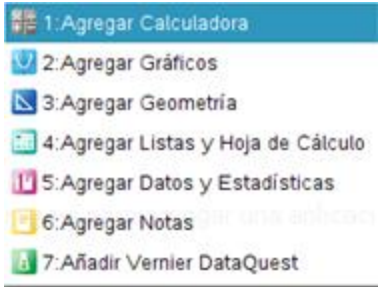 1:Agregar Calculadora
2:Agregar Gráficos
3:Agregar Geometría
4:Agregar Listas y Hoja de Cálculo
5:Agregar Datos y Estadísticas
6:Agregar Notas
7:Añadir Vernier DataQuest